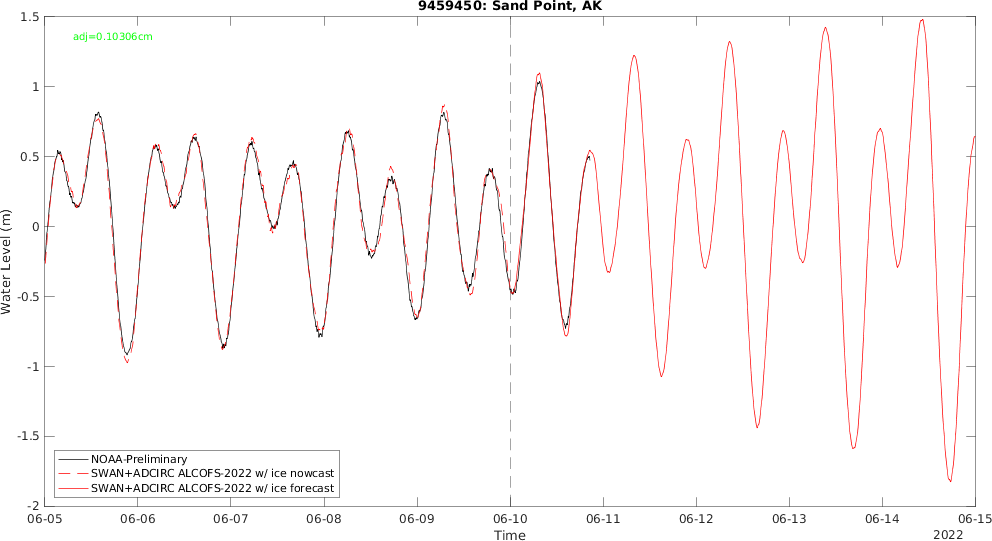 9459450: Sand Point, AK
adj=0.10306cm
1.5
1
0.5
0
-0.5
-1
-1.5
-2
Water Level (m)
NOAA-Preliminary
SWAN+ADCIRC ALCOFS-2022 w/ ice nowcast
SWAN+ADCIRC ALCOFS-2022 w/ ice forecast
06-05 06-06 06-07 06-08 06-09 06-10 06-11 06-12 06-13 06-14 06-15
Time
2022